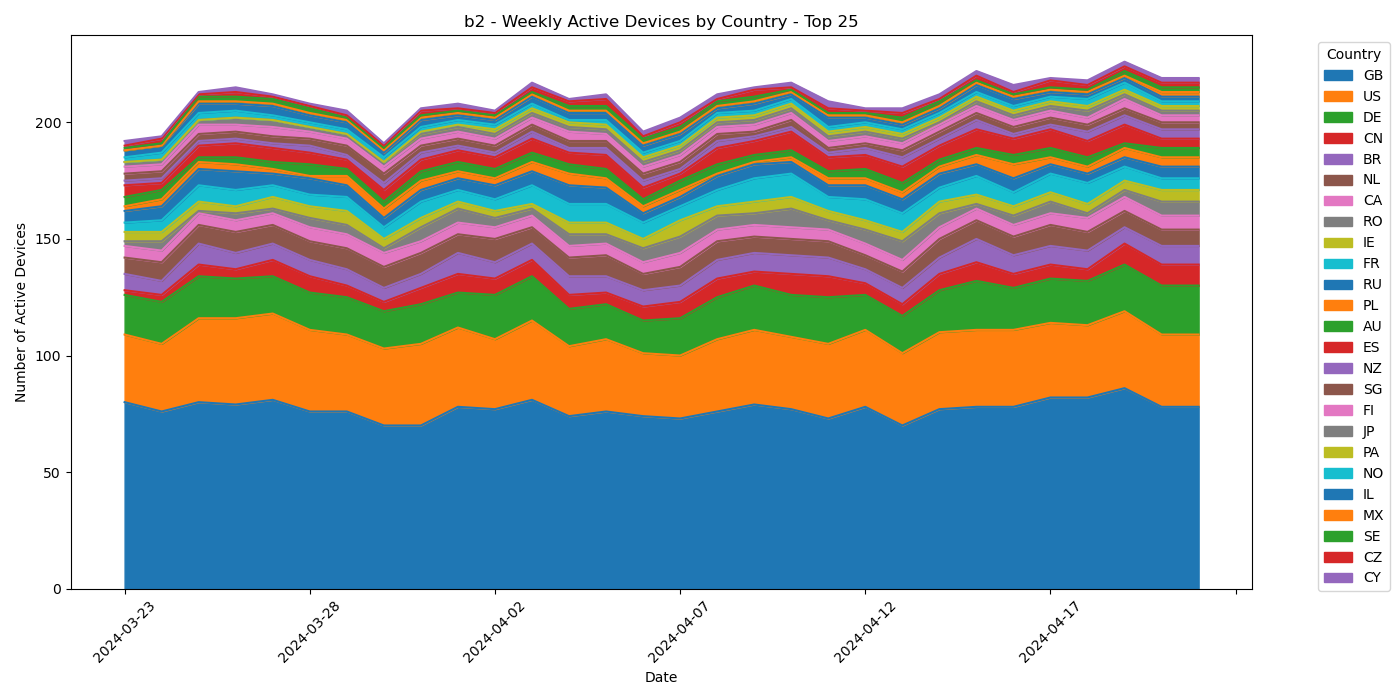 b2 - Weekly Active Devices by Country - Top 25
Number of Active Devices
200
150
100
50
0
2024-03-23
2024-03-28
2024-04-02
2024-04-07
2024-04-12
2024-04-17
Date
Country
GB
US
DE
CN
BR
NL
CA
RO
IE
FR
RU
PL
AU
ES
NZ
SG
FI
JP
PA
NO
IL
MX
SE
CZ
CY